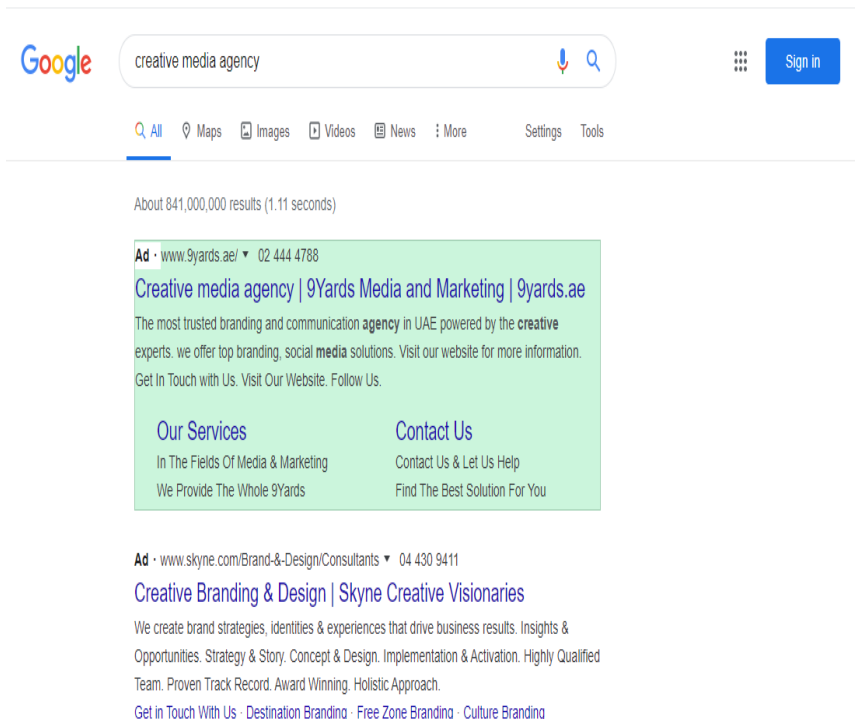 Google
creative media agency
Sign in
All Maps Images Videos News More Settings Tools
About 841,000,000 results (1.11 seconds)
Ad · www.9yards.ae/ ▼ 02 444 4788
Creative media agency | 9Yards Media and Marketing | 9yards.ae
The most trusted branding and communication agency in UAE powered by the creative
experts. we offer top branding, social media solutions. Visit our website for more information.
Get In Touch with Us. Visit Our Website. Follow Us.
Our Services
In The Fields Of Media & Marketing
We Provide The Whole 9Yards
Contact Us
Contact Us & Let Us Help
Find The Best Solution For You
Ad · www.skyne.com/Brand-&-Design/Consultants ▼ 04 430 9411
Creative Branding & Design | Skyne Creative Visionaries
We create brand strategies, identities & experiences that drive business results. Insights &
Opportunities. Strategy & Story. Concept & Design. Implementation & Activation. Highly Qualified
Team. Proven Track Record. Award Winning. Holistic Approach.
Get in Touch With Us · Destination Branding · Free Zone Branding · Culture Branding